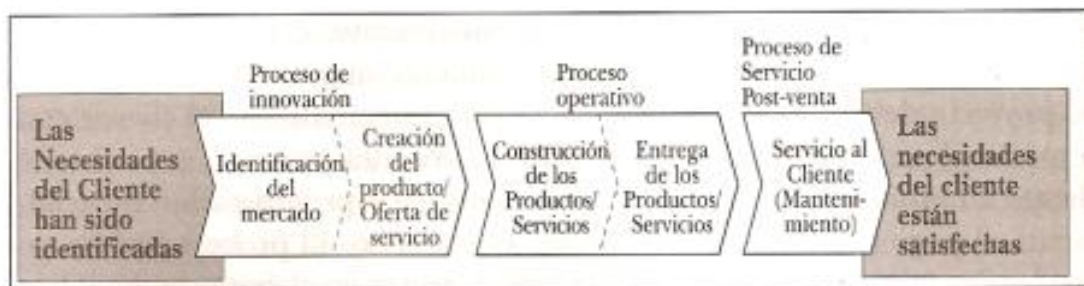 Las
Necesidades
del Cliente
han sido
identificadas
Proceso de
innovación
Identificación
del
mercado
Creación
del
producto/
Oferta de
servicio
Proceso
operativo
Construcción
de los
Productos/
Servicios
Entrega
de los
Productos/
Servicios
Proceso de
Servicio
Post-venta
Servicio al
Cliente
(Manteni-
miento)
Las
necesidades
del cliente
están
satisfechas